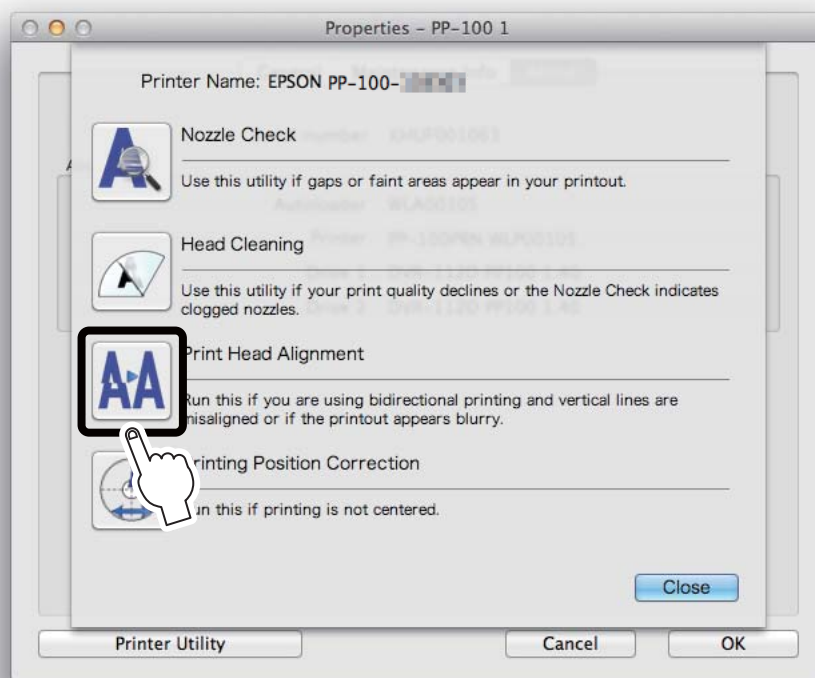 Properties – PP-100 1
Printer Name: EPSON PP-100-
Nozzle Check
Use this utility if gaps or faint areas appear in your printout.
Head Cleaning
Use this utility if your print quality declines or the Nozzle Check indicates
clogged nozzles.
Print Head Alignment
Run this if you are using bidirectional printing and vertical lines are
misaligned or if the printout appears blurry.
Printing Position Correction
Run this if printing is not centered.
Close
Printer Utility
Cancel
OK